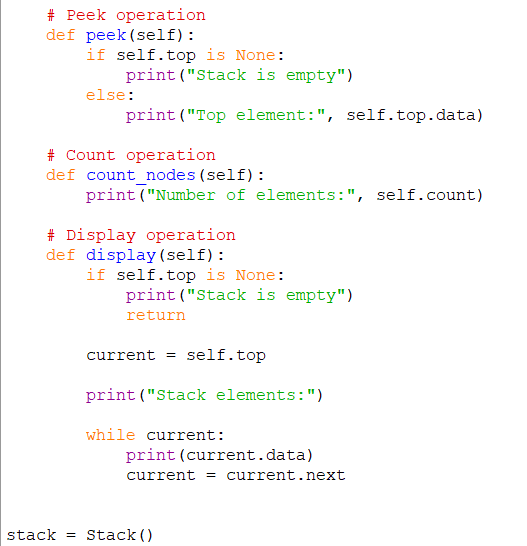 # Peek operation
    def peek(self):
        if self.top is None:
            print("Stack is empty")
        else:
            print("Top element:", self.top.data)

    # Count operation
    def count_nodes(self):
        print("Number of elements:", self.count)

    # Display operation
    def display(self):
        if self.top is None:
            print("Stack is empty")
            return

        current = self.top

        print("Stack elements:")

        while current:
            print(current.data)
            current = current.next


stack = Stack()